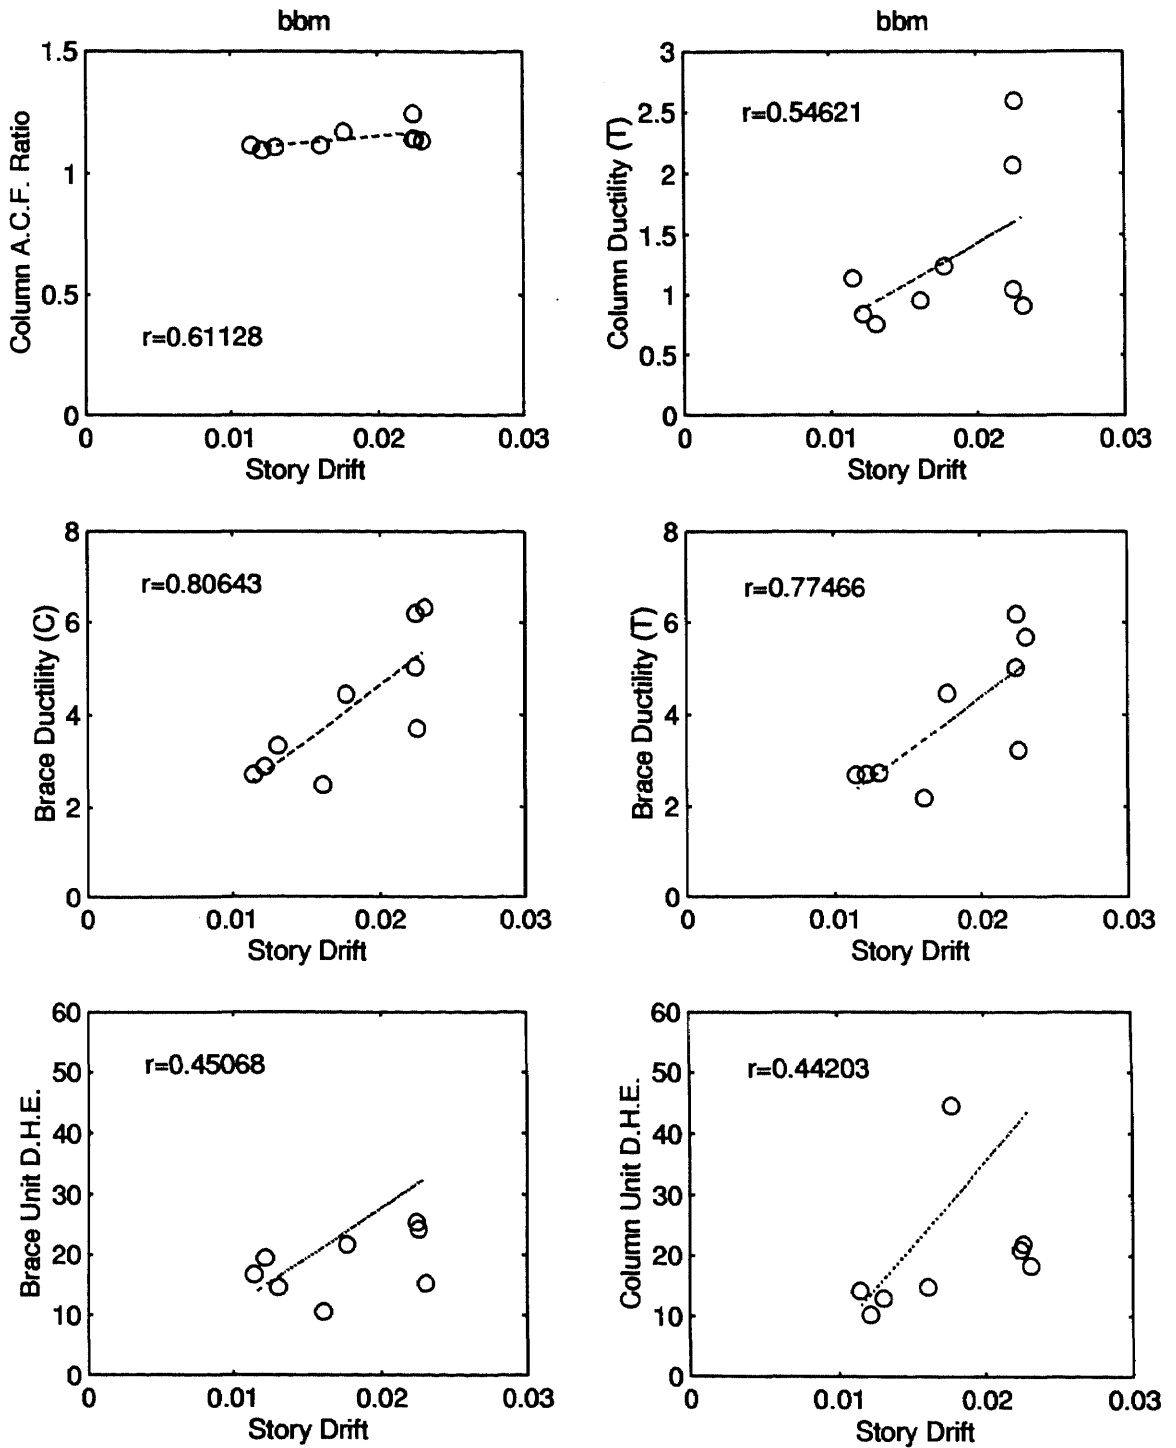 bbm
1.5
1
0.5
0
Column A.C.F. Ratio
r=0.61128
0 0.01 0.02 0.03
Story Drift
bbm
3
2.5
2
1.5
1
0.5
0
Column Ductility (T)
r=0.54621
0 0.01 0.02 0.03
Story Drift
8
6
4
2
0
Brace Ductility (C)
r=0.80643
0 0.01 0.02 0.03
Story Drift
8
6
4
2
0
Brace Ductility (T)
r=0.77466
0 0.01 0.02 0.03
Story Drift
60
50
40
30
20
10
0
Brace Unit D.H.E.
r=0.45068
0 0.01 0.02 0.03
Story Drift
60
50
40
30
20
10
0
Column Unit D.H.E.
r=0.44203
0 0.01 0.02 0.03
Story Drift